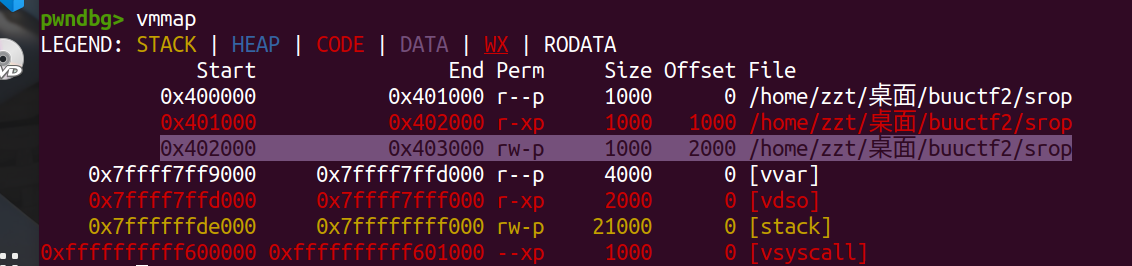 pwndbg> vmmap
LEGEND: STACK | HEAP | CODE | DATA | WX | RODATA
Start End Perm Size Offset File
0x400000 0x401000 r--p 1000 0 /home/zzt/桌面/buuctf2/srop
0x401000 0x402000 r-xp 1000 1000 /home/zzt/桌面/buuctf2/srop
0x402000 0x403000 rw-p 1000 2000 /home/zzt/桌面/buuctf2/srop
0x7ffff7ff9000 0x7ffff7ffd000 r--p 4000 0 [vvar]
0x7ffff7ffd000 0x7ffff7fff000 r-xp 2000 0 [vdso]
0x7ffffffde000 0x7ffffffff000 rw-p 21000 0 [stack]
0xffffffffff600000 0xffffffffff601000 --xp 1000 0 [vsyscall]